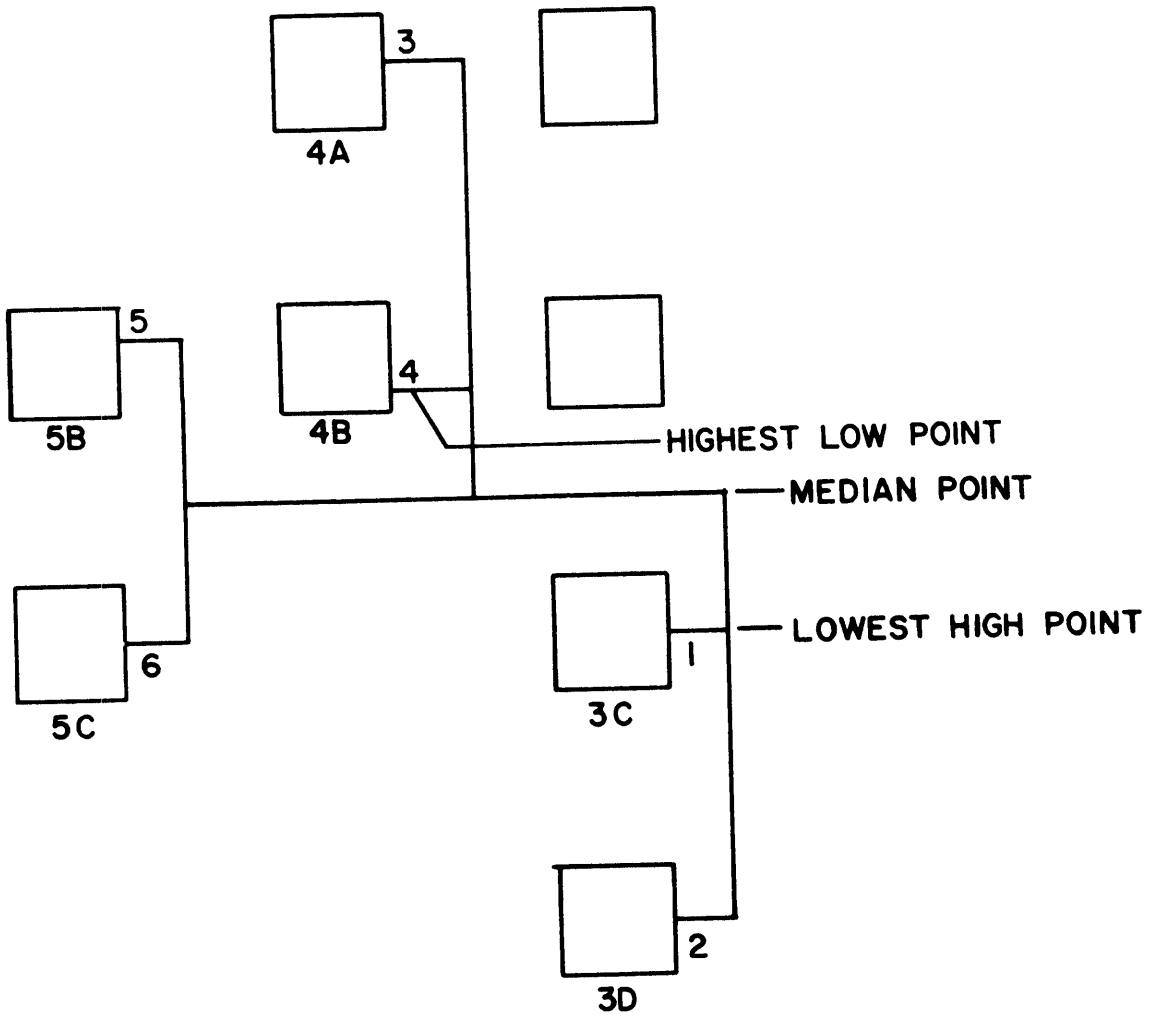 3
4A
5
4
5B
4B
HIGHEST LOW POINT
MEDIAN POINT
LOWEST HIGH POINT
1
6
3C
5C
2
3D